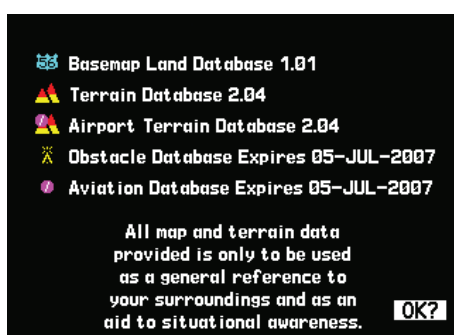 56 Basemap Land Database 1.01
Terrain Database 2.04
Airport Terrain Database 2.04
Obstacle Database Expires 05-JUL-2007
Aviation Database Expires 05-JUL-2007
All map and terrain data
provided is only to be used
as a general reference to
your surroundings and as an
aid to situational awareness.
OK?